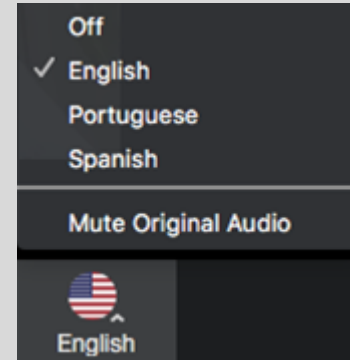 Off
English
Portuguese
Spanish
Mute Original Audio
English